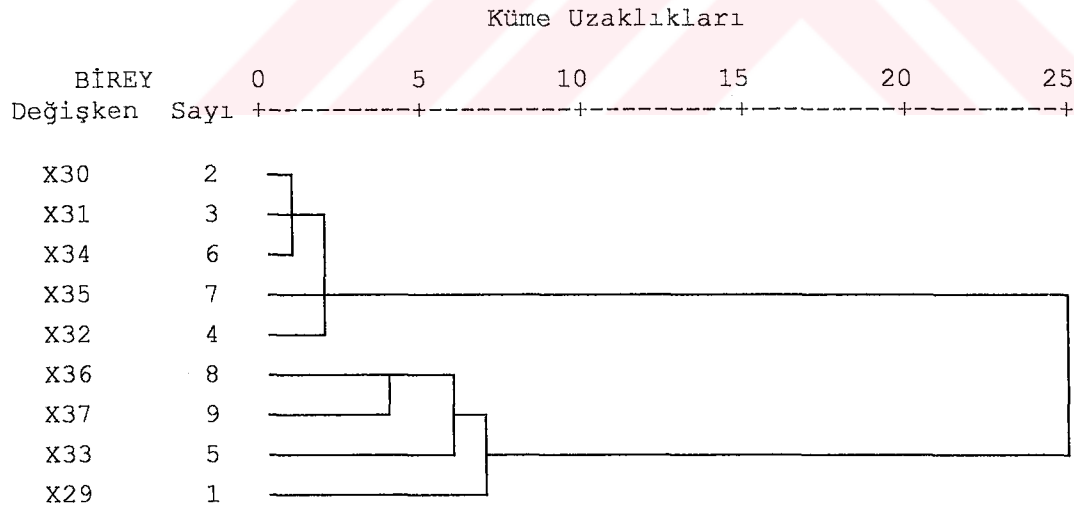 Küme Uzaklıkları
BİREY 0 5 10 15 20 25
Değişken Sayı +---------+---------+---------+---------+---------+
X30 2
X31 3
X34 6
X35 7
X32 4
X36 8
X37 9
X33 5
X29 1